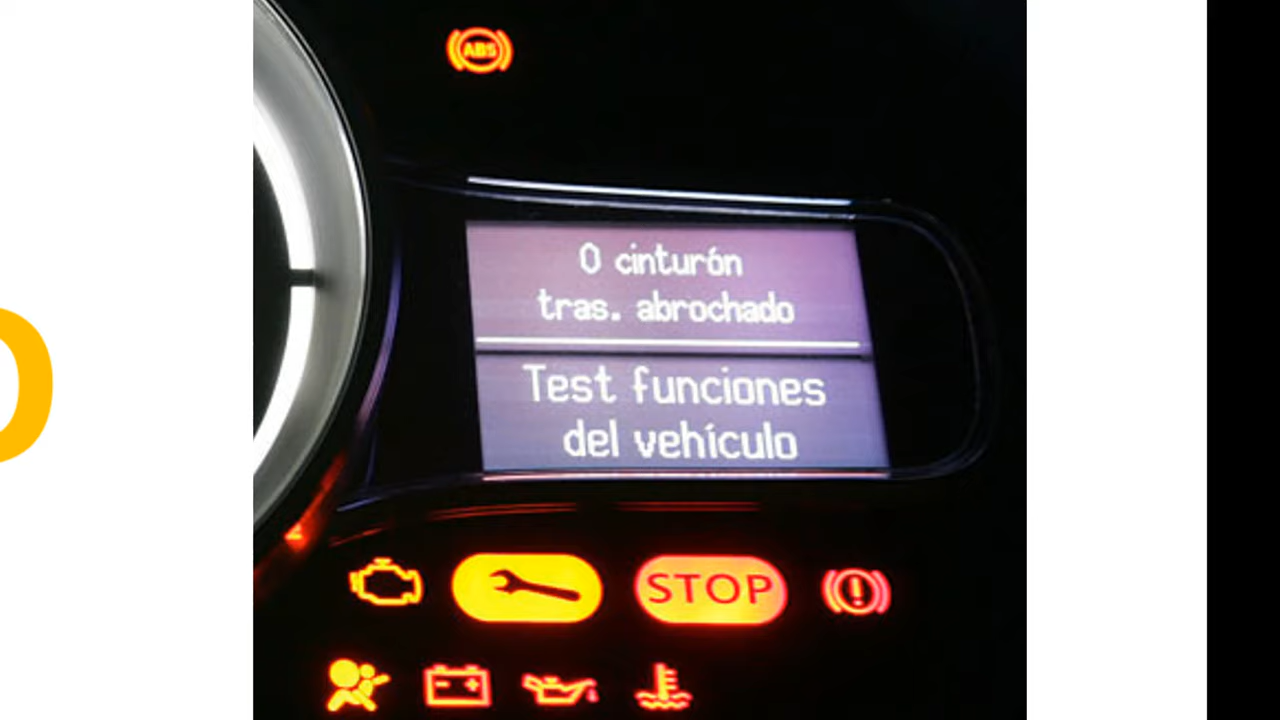 ABS
0 cinturón
tras. abrochado
Test funciones
del vehículo
STOP